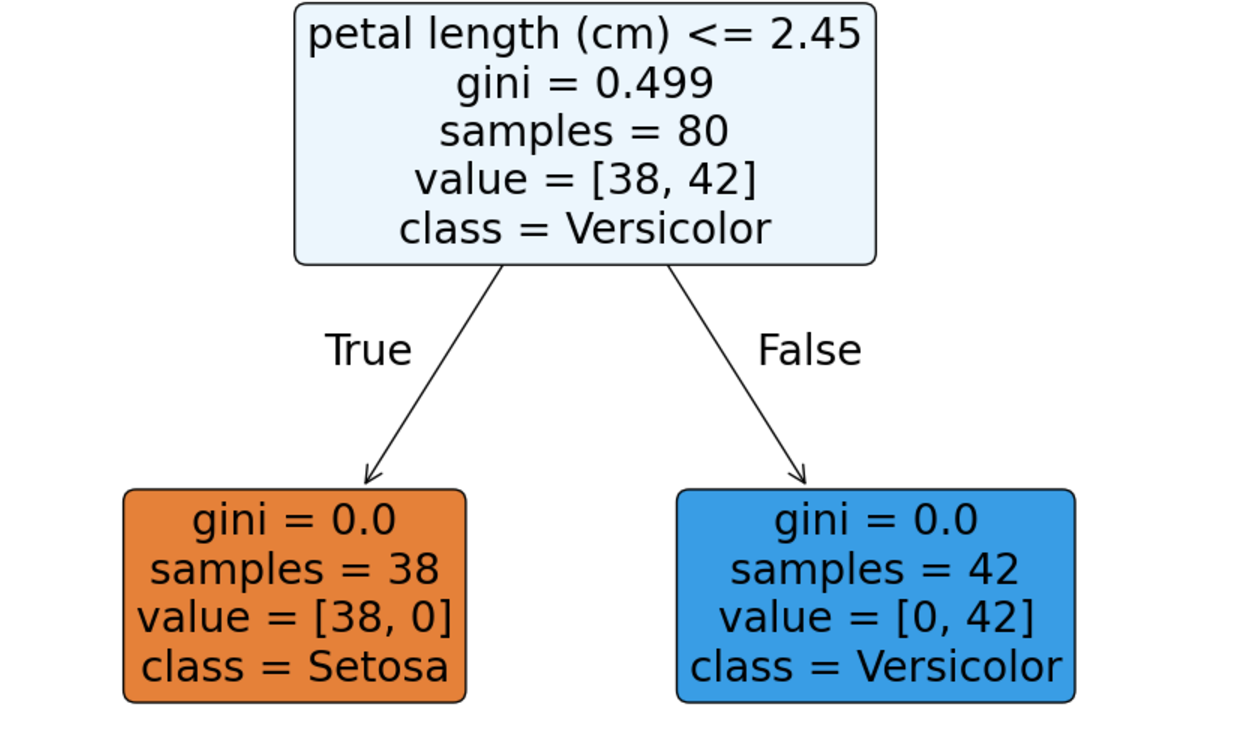 petal length (cm) <= 2.45
gini = 0.499
samples = 80
value = [38, 42]
class = Versicolor
True
False
gini = 0.0
samples = 38
value = [38, 0]
class = Setosa
gini = 0.0
samples = 42
value = [0, 42]
class = Versicolor